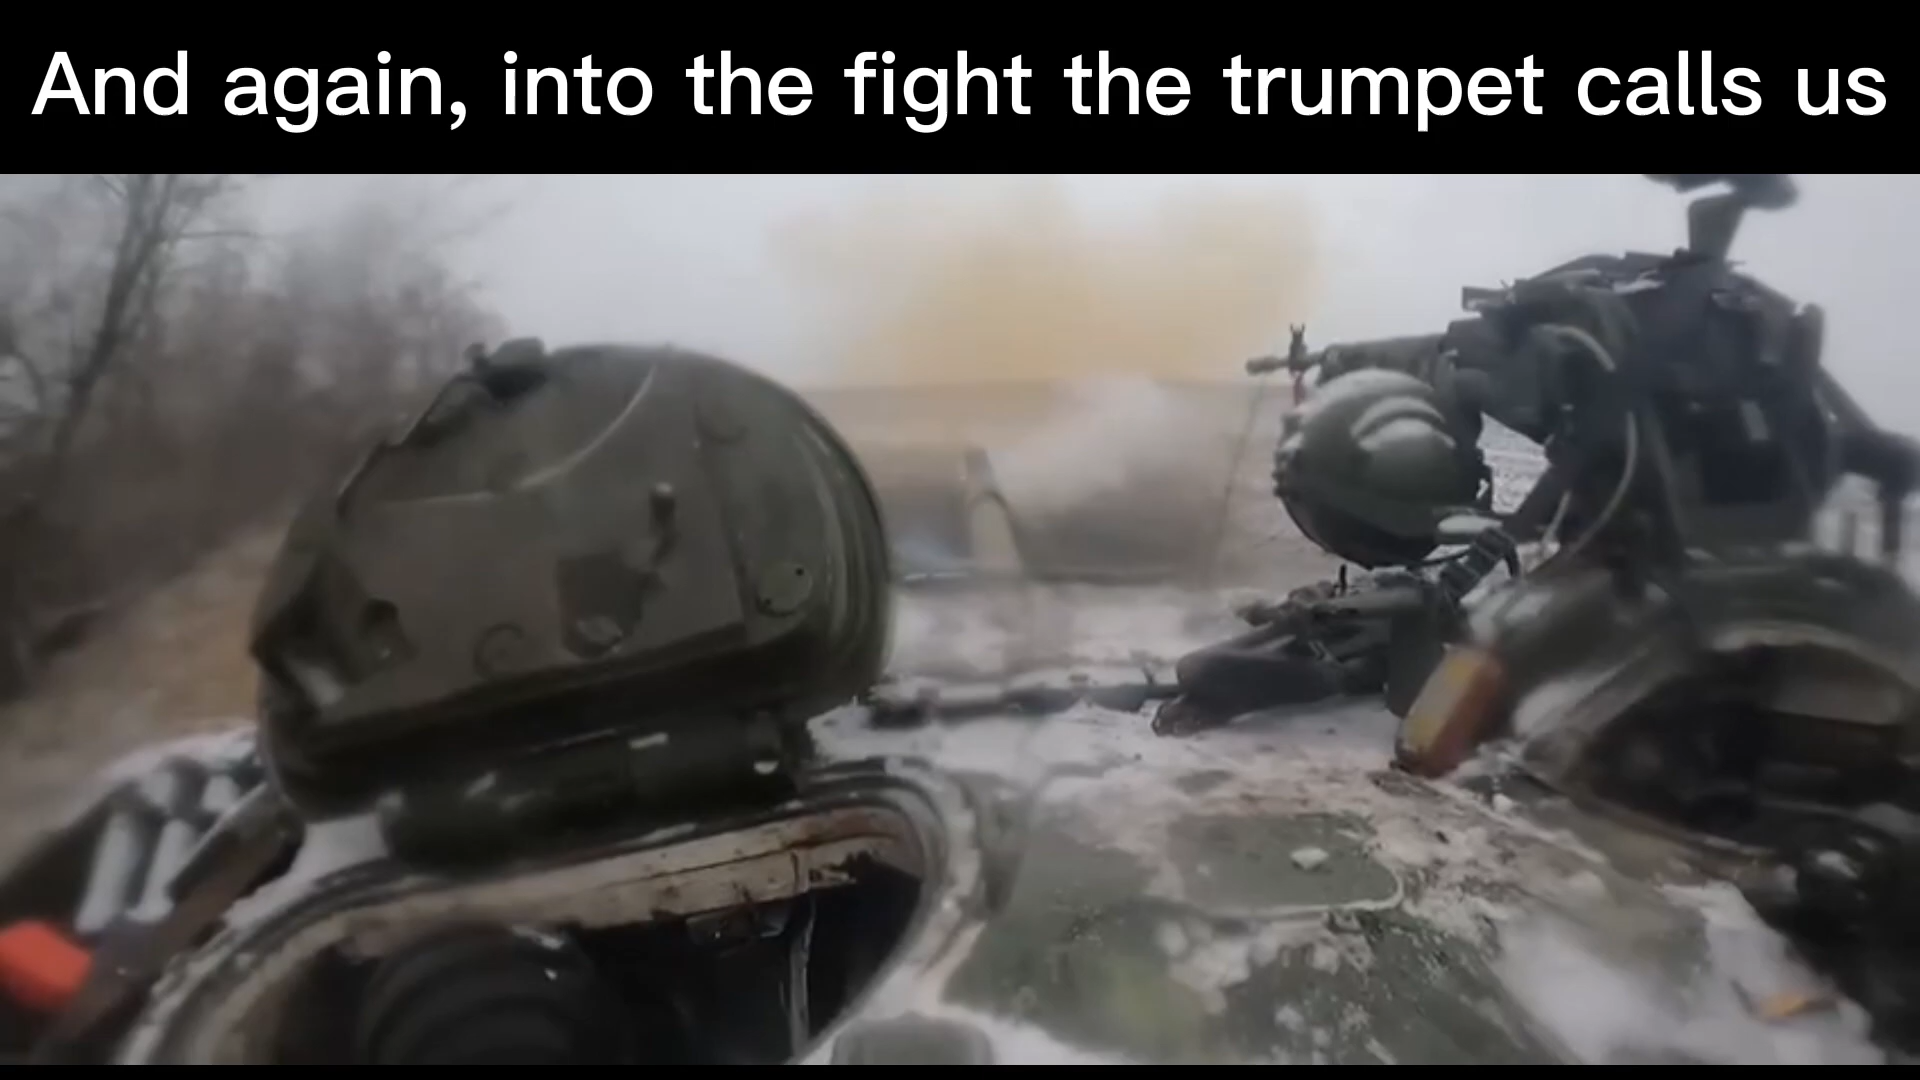 And again, into the fight the trumpet calls us